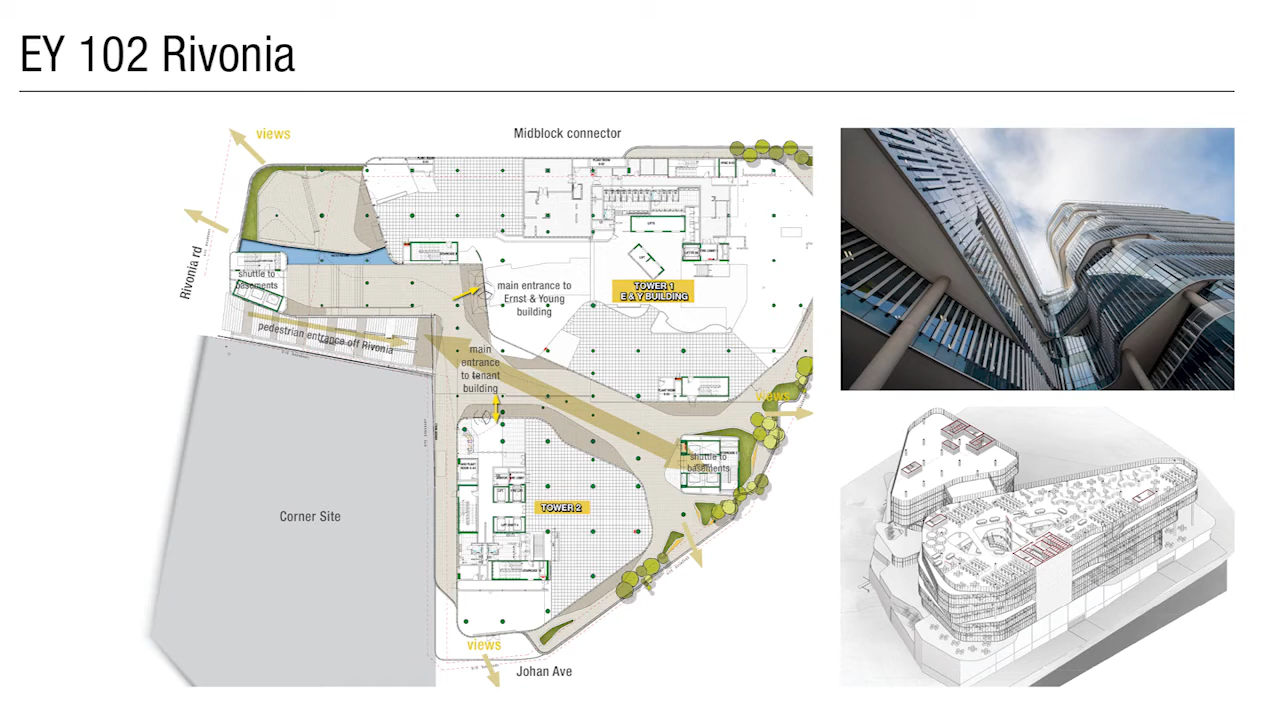 EY 102 Rivonia
views
Midblock connector
Rivonia rd
shuttle to
basements
main entrance to
Ernst & Young
building
TOWER 1
E & Y BUILDING
pedestrian entrance off Rivonia
main
entrance
to tenant
building
views
shuttle to
basements
TOWER 2
Corner Site
views
Johan Ave